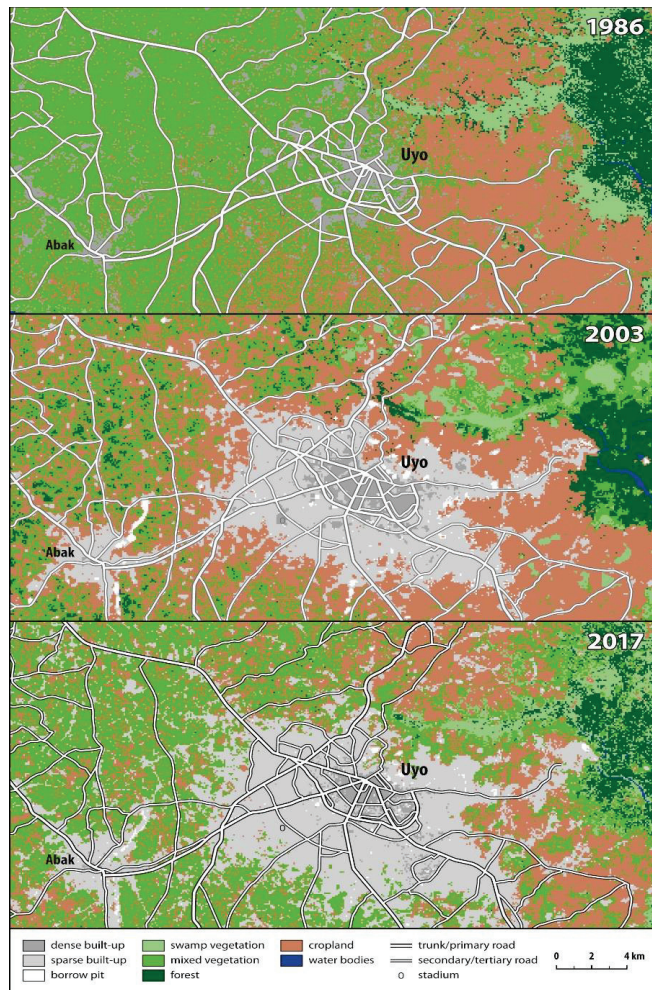 1986
Uyo
Abak
2003
Uyo
Abak
2017
Uyo
Abak
dense built-up
swamp vegetation
cropland
trunk/primary road
sparse built-up
mixed vegetation
water bodies
secondary/tertiary road
borrow pit
forest
stadium
0 2 4 km